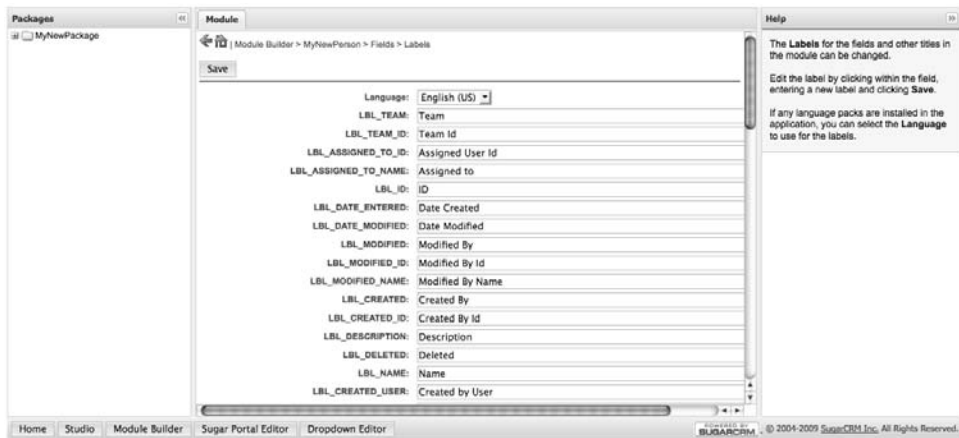 Packages
MyNewPackage
Module
| Module Builder > MyNewPerson > Fields > Labels
Save
Language: English (US)
LBL_TEAM: Team
LBL_TEAM_ID: Team Id
LBL_ASSIGNED_TO_ID: Assigned User Id
LBL_ASSIGNED_TO_NAME: Assigned to
LBL_ID: ID
LBL_DATE_ENTERED: Date Created
LBL_DATE_MODIFIED: Date Modified
LBL_MODIFIED: Modified By
LBL_MODIFIED_ID: Modified By Id
LBL_MODIFIED_NAME: Modified By Name
LBL_CREATED: Created By
LBL_CREATED_ID: Created By Id
LBL_DESCRIPTION: Description
LBL_DELETED: Deleted
LBL_NAME: Name
LBL_CREATED_USER: Created by User
Help
The Labels for the fields and other titles in
the module can be changed.
Edit the label by clicking within the field,
entering a new label and clicking Save.
If any language packs are installed in the
application, you can select the Language
to use for the labels.
Home Studio Module Builder Sugar Portal Editor Dropdown Editor
POWERED BY
SUGARCRM
. © 2004-2009 SugarCRM Inc. All Rights Reserved.